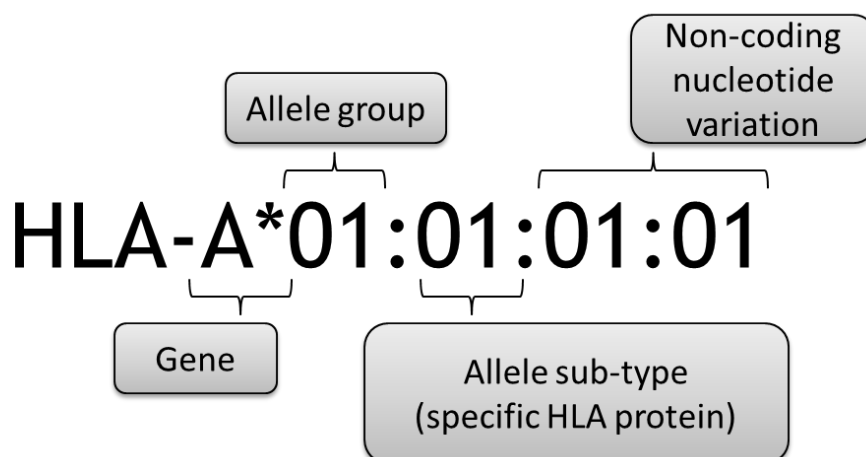 Non-coding
nucleotide
variation
Allele group
HLA-A*01:01:01:01
Gene
Allele sub-type
(specific HLA protein)